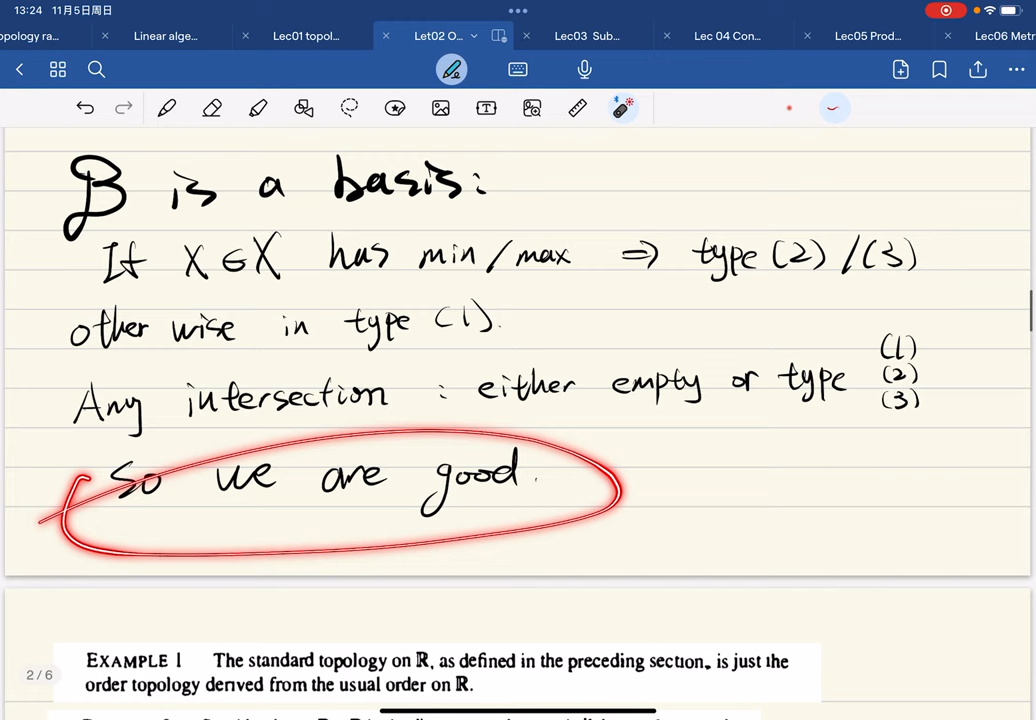 13:24 11月5日周日
opology ra...
Linear alge...
Lec01 topol...
Let02 O...
Lec03 Sub...
Lec 04 Con...
Lec05 Prod...
Lec06 Metr
B is a basis:
If X ∈ X has min/max ⇒ type (2) /(3)
other wise in type (1).
Any intersection : either empty or type (1)
(2)
(3)
So we are good.
2/6
EXAMPLE 1 The standard topology on ℝ, as defined in the preceding section, is just the
order topology derived from the usual order on ℝ.